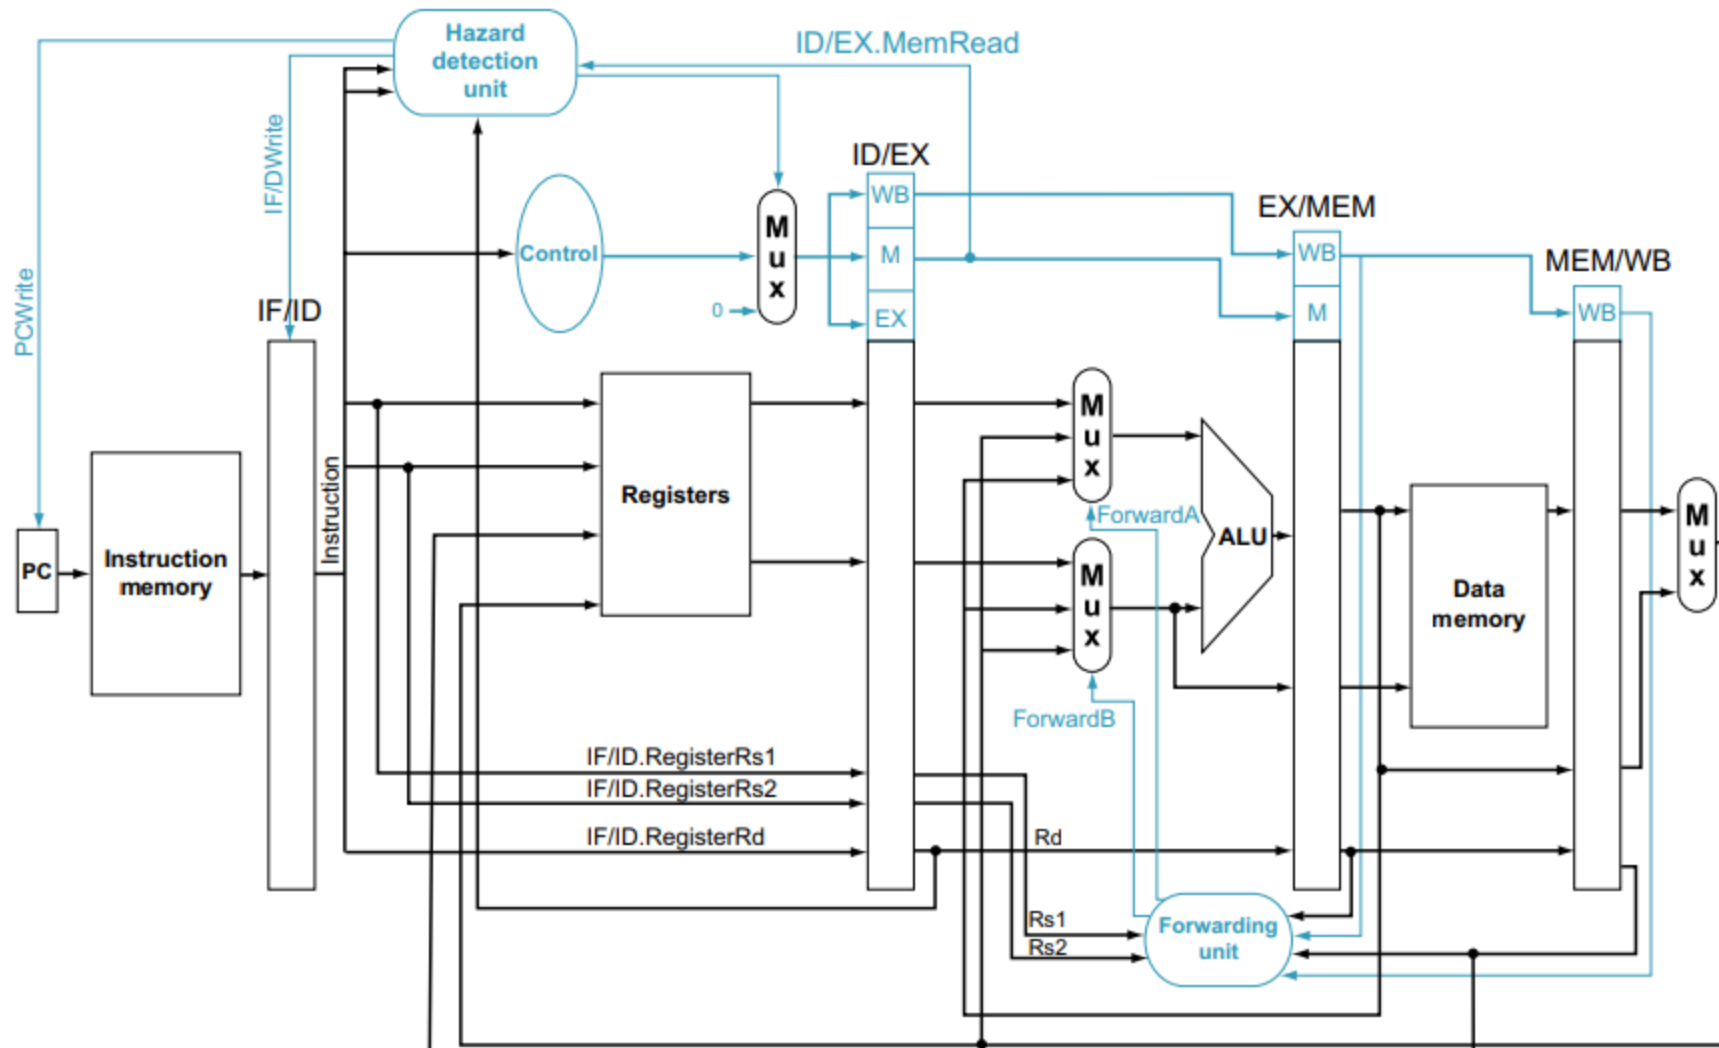 Hazard
detection
unit
ID/EX.MemRead
IF/DWrite
PCWrite
ID/EX
WB
M
EX
Control
M
u
x
0
EX/MEM
WB
M
MEM/WB
WB
IF/ID
Instruction
PC
Instruction
memory
Registers
M
u
x
ForwardA
M
u
x
ForwardB
ALU
Data
memory
M
u
x
IF/ID.RegisterRs1
IF/ID.RegisterRs2
IF/ID.RegisterRd
Rd
Rs1
Rs2
Forwarding
unit